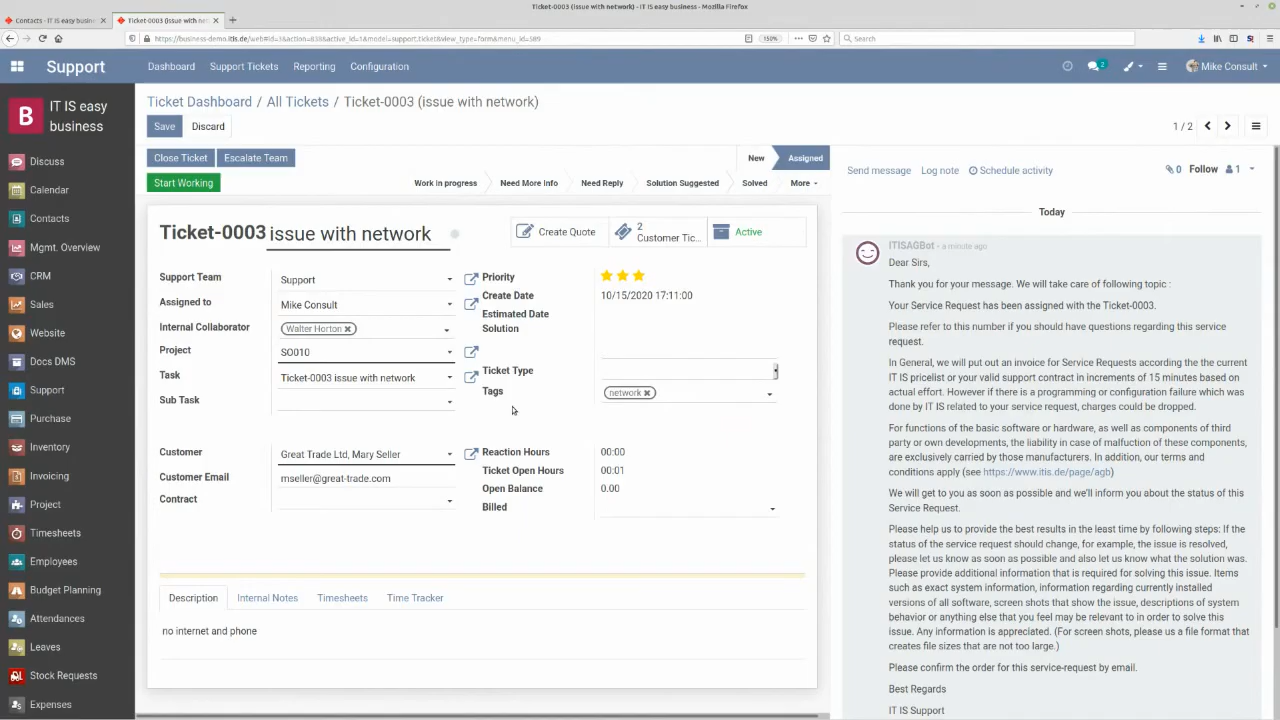 Ticket-0003 (issue with network) - IT IS easy business - Mozilla Firefox
Contacts - IT IS easy busines
Ticket-0003 (issue with net
150%
Search
Support
Dashboard
Support Tickets
Reporting
Configuration
2
Mike Consult
IT IS easy
business
Ticket Dashboard / All Tickets / Ticket-0003 (issue with network)
Save
Discard
1 / 2
Discuss
Calendar
Contacts
Mgmt. Overview
CRM
Sales
Website
Docs DMS
Support
Purchase
Inventory
Invoicing
Project
Timesheets
Employees
Budget Planning
Attendances
Leaves
Stock Requests
Expenses
Close Ticket
Escalate Team
New
Assigned
Start Working
Work in progress
Need More Info
Need Reply
Solution Suggested
Solved
More
Ticket-0003 issue with network
Create Quote
2
Customer Tic...
Active
Support Team
Support
Assigned to
Mike Consult
Internal Collaborator
Walter Horton
Project
SO010
Task
Ticket-0003 issue with network
Sub Task
Priority
Create Date
10/15/2020 17:11:00
Estimated Date
Solution
Ticket Type
Tags
network
Customer
Great Trade Ltd, Mary Seller
Customer Email
mseller@great-trade.com
Contract
Reaction Hours
00:00
Ticket Open Hours
00:01
Open Balance
0.00
Billed
Description
Internal Notes
Timesheets
Time Tracker
no internet and phone
Send message
Log note
Schedule activity
0
Follow
1
Today
ITISAGBot - a minute ago
Dear Sirs,
Thank you for your message. We will take care of following topic :
Your Service Request has been assigned with the Ticket-0003.
Please refer to this number if you should have questions regarding this service
request.
In General, we will put out an invoice for Service Requests according the the current
IT IS pricelist or your valid support contract in increments of 15 minutes based on
actual effort. However if there is a programming or configuration failure which was
done by IT IS related to your service request, charges could be dropped.
For functions of the basic software or hardware, as well as components of third
party or own developments, the liability in case of malfuction of these components,
are exclusively carried by those manufacturers. In addition, our terms and
conditions apply (see https://www.itis.de/page/agb)
We will get to you as soon as possible and we'll inform you about the status of this
Service Request.
Please help us to provide the best results in the least time by following steps: If the
status of the service request should change, for example, the issue is resolved,
please let us know as soon as possible and also let us know what the solution was.
Please provide additional information that is required for solving this issue. Items
such as exact system information, information regarding currently installed
versions of all software, screen shots that show the issue, descriptions of system
behavior or anything else that you feel may be relevant to in order to solve this
issue. Any information is appreciated. (For screen shots, please us a file format that
creates file sizes that are not too large.)
Please confirm the order for this service-request by email.
Best Regards
IT IS Support